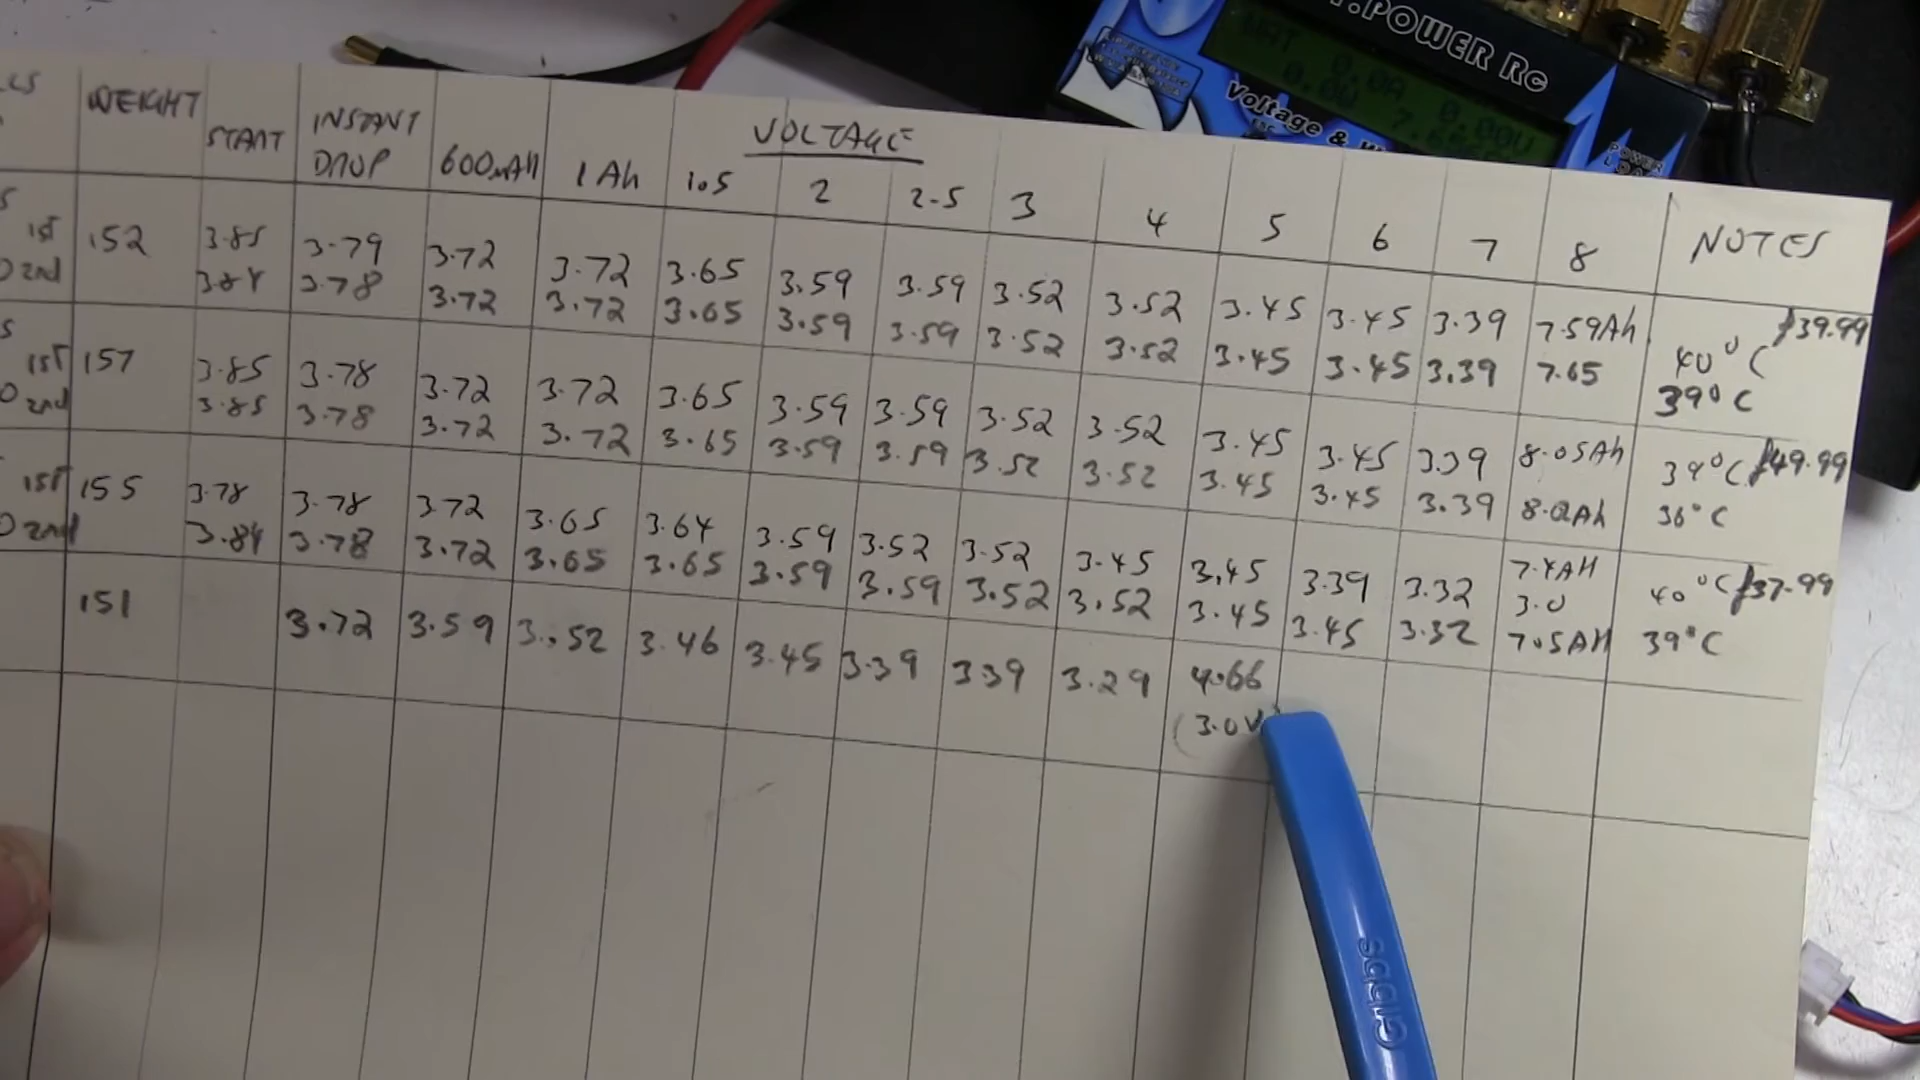 WEIGHT START INSTANT DROP 600mAH 1 Ah VOLTAGE 1.5 2 2.5 3 4 5 6 7 8 NOTES
1st 152 3.85 3.79 3.72 3.72 3.65 3.59 3.59 3.52 3.52 3.45 3.45 3.39 7.59Ah 40°C £39.99
2nd 3.84 3.78 3.72 3.72 3.65 3.59 3.59 3.52 3.52 3.45 3.45 3.39 7.65 39°C
1st 157 3.85 3.78 3.72 3.72 3.65 3.59 3.59 3.52 3.52 3.45 3.45 3.39 8.05Ah 39°C £49.99
2nd 3.85 3.78 3.72 3.72 3.65 3.59 3.59 3.52 3.52 3.45 3.45 3.39 8.02Ah 36°C
1st 155 3.78 3.78 3.72 3.65 3.64 3.59 3.52 3.52 3.45 3.45 3.39 3.32 7.4AH 3.0 40°C £37.99
2nd 3.84 3.78 3.72 3.65 3.65 3.59 3.59 3.52 3.52 3.45 3.45 3.32 7.5AH 39°C
151 3.72 3.59 3.52 3.46 3.45 3.39 3.39 3.29 4.66
(3.0V
POWER Rc
Voltage &
Cribbs